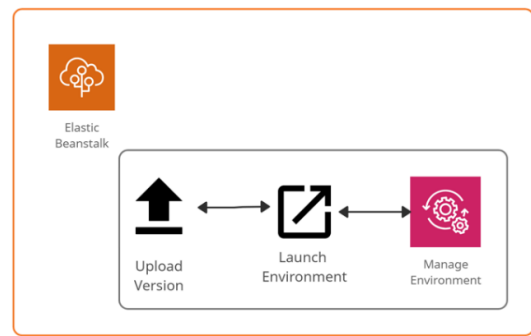 Elastic
Beanstalk
Upload
Version
Launch
Environment
Manage
Environment